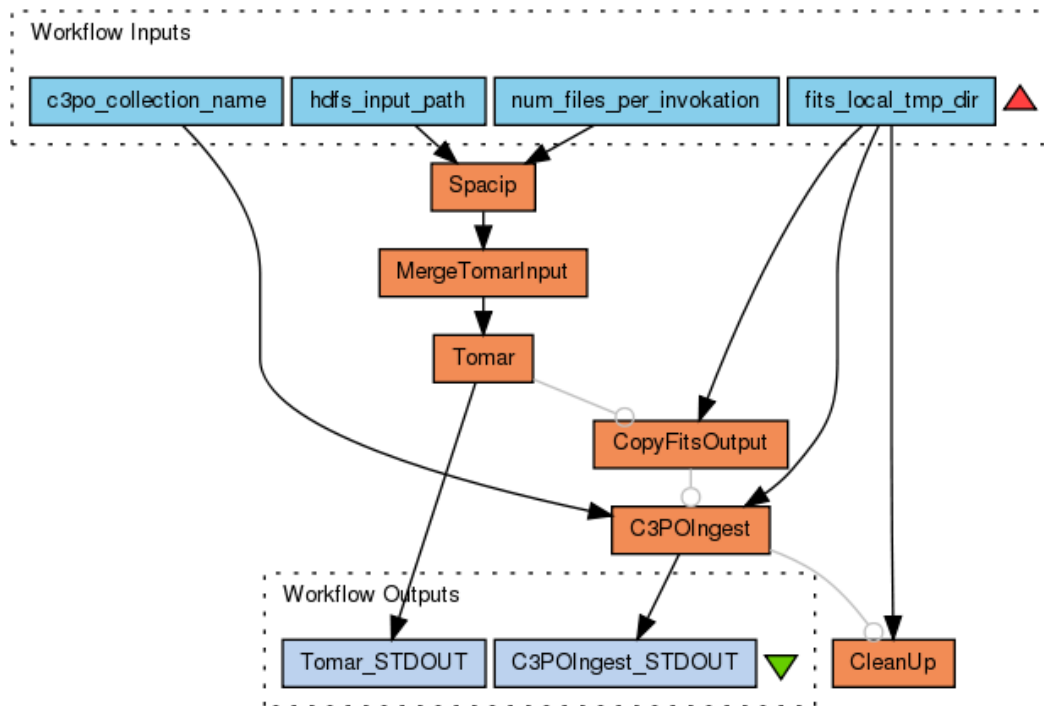 Workflow Inputs
c3po_collection_name
hdfs_input_path
num_files_per_invokation
fits_local_tmp_dir
Spacip
MergeTomarInput
Tomar
CopyFitsOutput
C3POIngest
Workflow Outputs
Tomar_STDOUT
C3POIngest_STDOUT
CleanUp